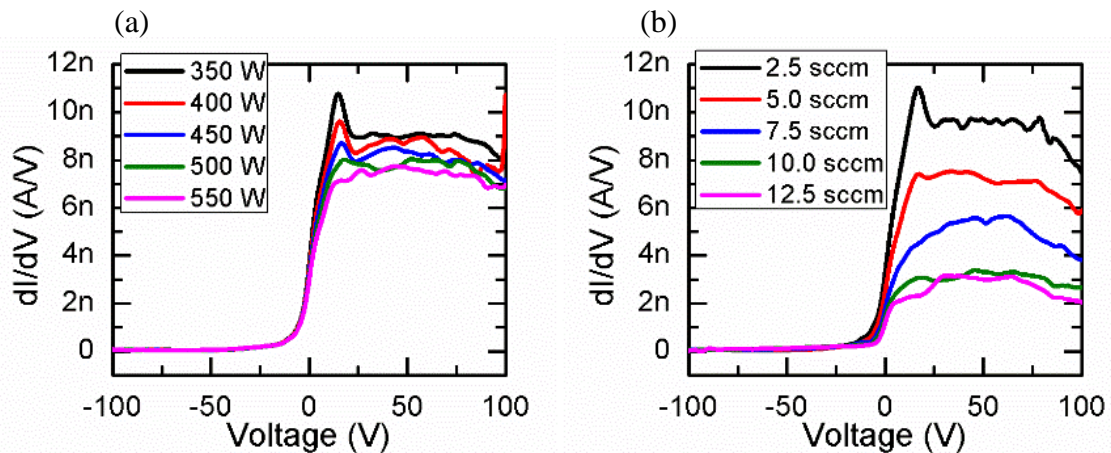 (a)
12n
10n
8n
6n
4n
2n
0
dI/dV (A/V)
350 W
400 W
450 W
500 W
550 W
-100 -50 0 50 100
Voltage (V)
(b)
12n
10n
8n
6n
4n
2n
0
dI/dV (A/V)
2.5 sccm
5.0 sccm
7.5 sccm
10.0 sccm
12.5 sccm
-100 -50 0 50 100
Voltage (V)